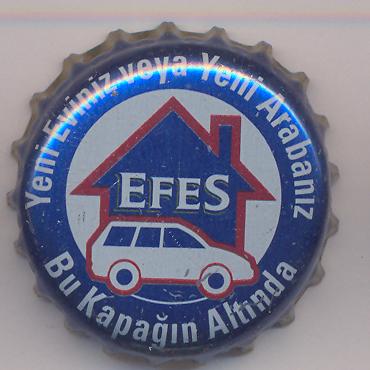 Yeni Eviniz veya Yeni Arabanız
EFES
Bu Kapağın Altında